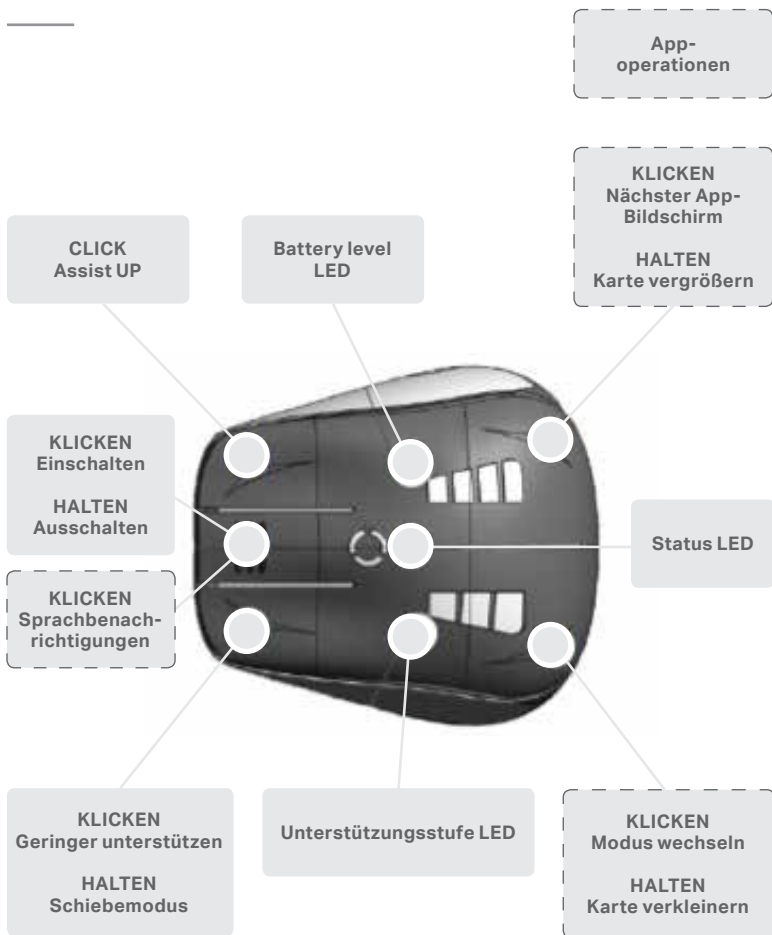 App-
operationen
KLICKEN
Nächster App-
Bildschirm
HALTEN
Karte vergrößern
CLICK
Assist UP
Battery level
LED
KLICKEN
Einschalten
HALTEN
Ausschalten
Status LED
KLICKEN
Sprachbenach-
richtigungen
KLICKEN
Geringer unterstützen
HALTEN
Schiebemodus
Unterstützungsstufe LED
KLICKEN
Modus wechseln
HALTEN
Karte verkleinern